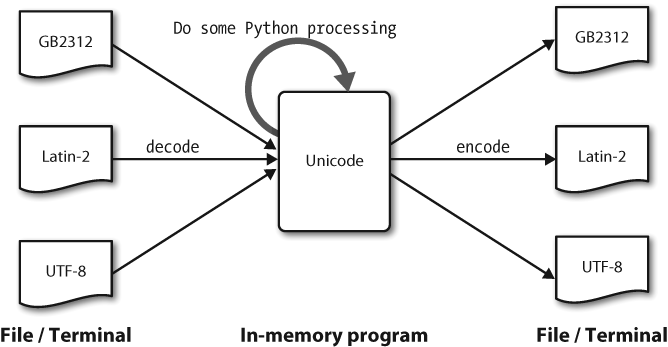 Do some Python processing
GB2312
GB2312
Latin-2
decode
Unicode
encode
Latin-2
UTF-8
UTF-8
File / Terminal
In-memory program
File / Terminal